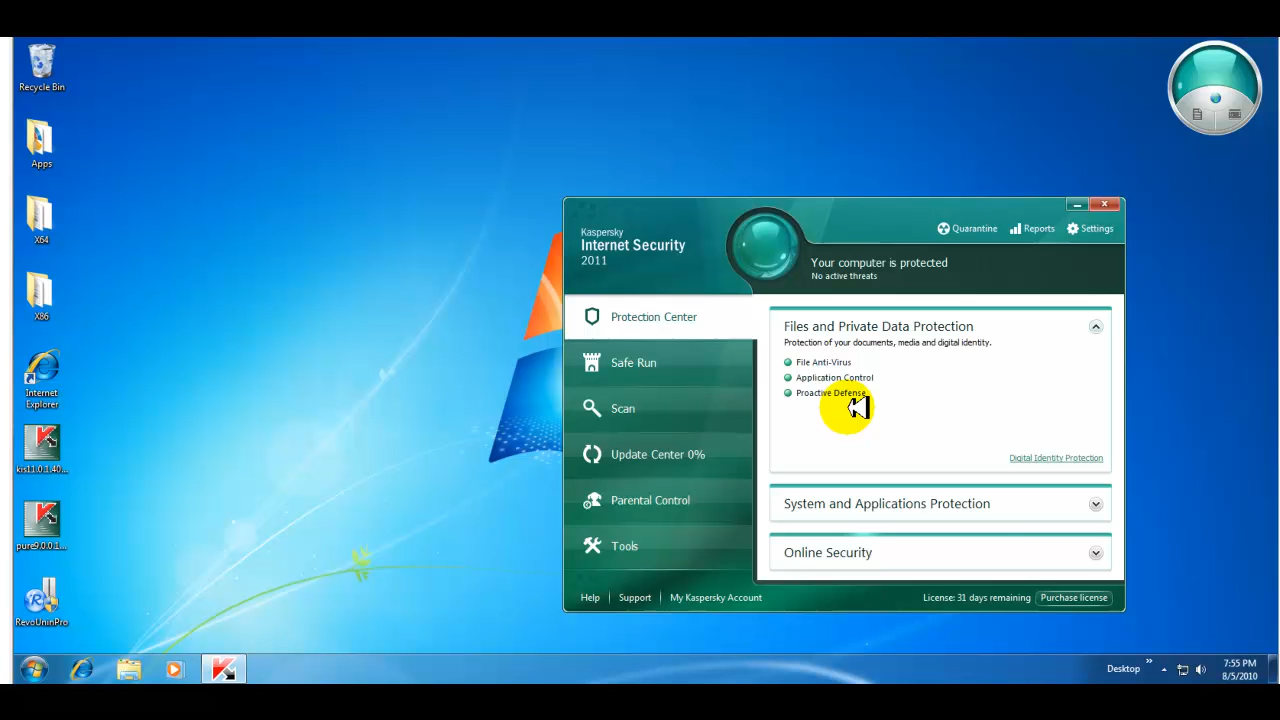 Recycle Bin
Apps
X64
X86
Internet
Explorer
kis11.0.1.40...
pure9.0.0.1...
RevoUninPro
Kaspersky
Internet Security
2011
Quarantine
Reports
Settings
Your computer is protected
No active threats
Protection Center
Safe Run
Scan
Update Center 0%
Parental Control
Tools
Files and Private Data Protection
Protection of your documents, media and digital identity.
File Anti-Virus
Application Control
Proactive Defense
Digital Identity Protection
System and Applications Protection
Online Security
Help
Support
My Kaspersky Account
License: 31 days remaining
Purchase license
Desktop
7:55 PM
8/5/2010